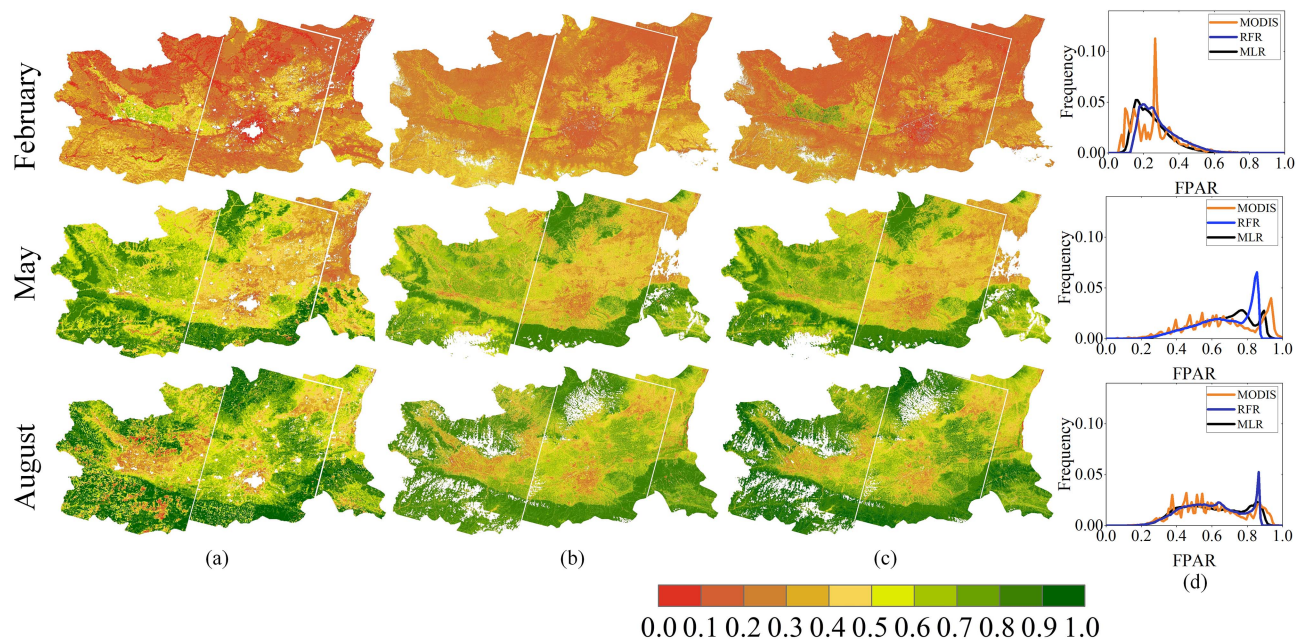 February
May
August
(a)
(b)
(c)
(d)
MODIS
RFR
MLR
Frequency
0.10
0.05
0.00
0.0 0.2 0.4 0.6 0.8 1.0
FPAR
MODIS
RFR
MLR
Frequency
0.10
0.05
0.00
0.0 0.2 0.4 0.6 0.8 1.0
FPAR
MODIS
RFR
MLR
Frequency
0.10
0.05
0.00
0.0 0.2 0.4 0.6 0.8 1.0
FPAR
0.0 0.1 0.2 0.3 0.4 0.5 0.6 0.7 0.8 0.9 1.0